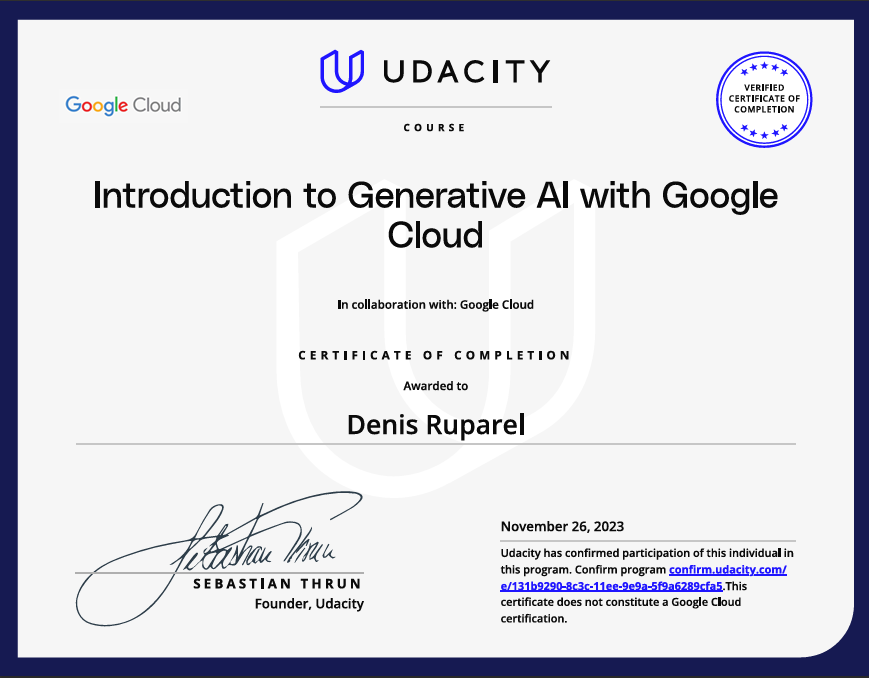 UDACITY
Google Cloud
VERIFIED
CERTIFICATE OF
COMPLETION
COURSE
Introduction to Generative AI with Google
Cloud
In collaboration with: Google Cloud
CERTIFICATE OF COMPLETION
Awarded to
Denis Ruparel
Sebastian Thrun
SEBASTIAN THRUN
Founder, Udacity
November 26, 2023
Udacity has confirmed participation of this individual in
this program. Confirm program confirm.udacity.com/
e/131b9290-8c3c-11ee-9e9a-5f9a6289cfa5.This
certificate does not constitute a Google Cloud
certification.